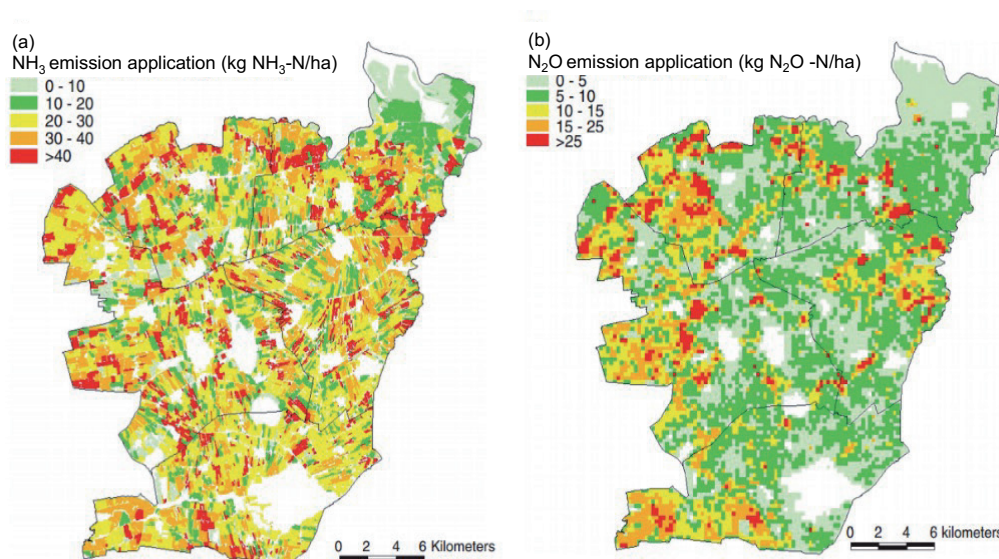 (a)
NH₃ emission application (kg NH₃-N/ha)
0 - 10
10 - 20
20 - 30
30 - 40
>40
0 2 4 6 Kilometers
(b)
N₂O emission application (kg N₂O -N/ha)
0 - 5
5 - 10
10 - 15
15 - 25
>25
0 2 4 6 kilometers